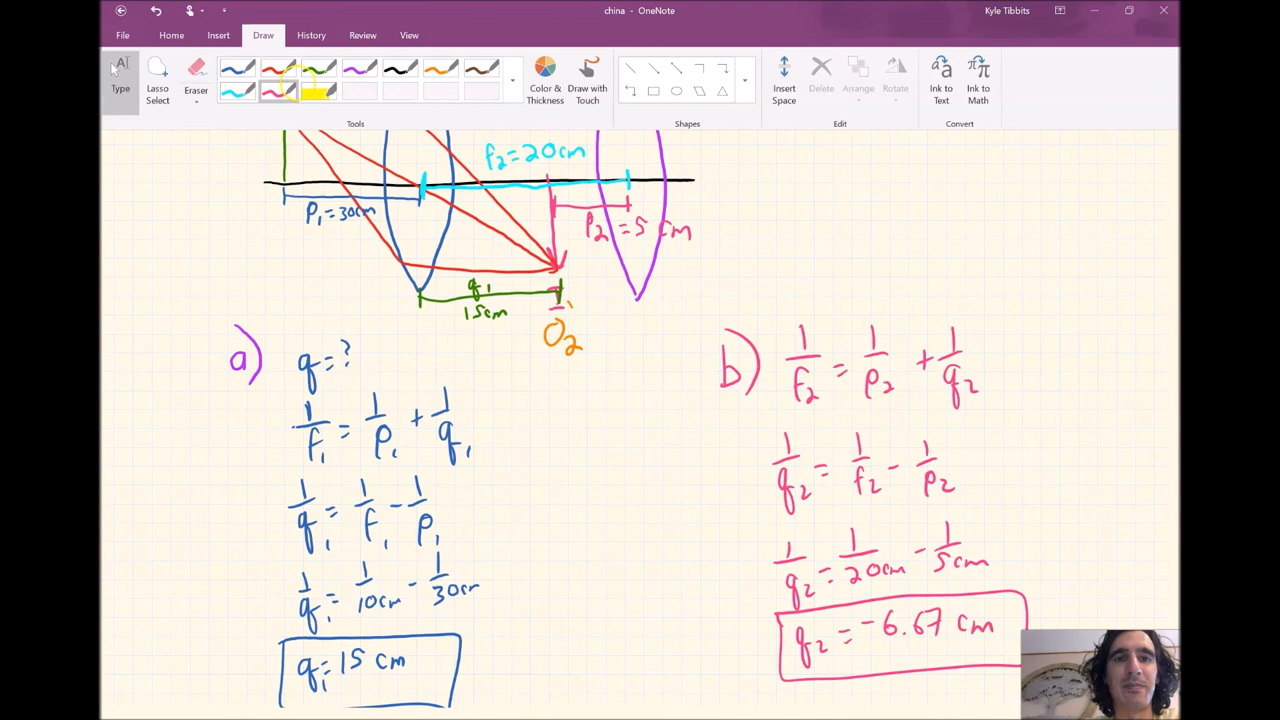 china - OneNote
Kyle Tibbits
File Home Insert Draw History Review View
Type
Lasso Select
Eraser
Color & Thickness
Draw with Touch
Insert Space
Delete
Arrange
Rotate
Ink to Text
Ink to Math
Tools
Shapes
Edit
Convert
f₂ = 20cm
P₁ = 30cm
P₂ = 5 cm
q₁
15cm
I₁
O₂
a)
q = ?
1/f₁ = 1/P₁ + 1/q₁
1/q₁ = 1/f₁ - 1/P₁
1/q₁ = 1/10cm - 1/30cm
q₁ = 15 cm
b)
1/f₂ = 1/P₂ + 1/q₂
1/q₂ = 1/f₂ - 1/P₂
1/q₂ = 1/20cm - 1/5cm
q₂ = -6.67 cm